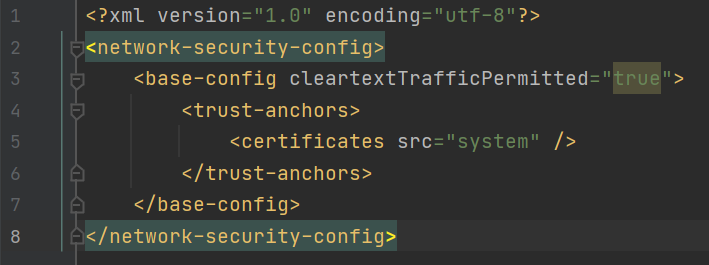 1 <?xml version="1.0" encoding="utf-8"?>
2 <network-security-config>
3     <base-config cleartextTrafficPermitted="true">
4         <trust-anchors>
5             <certificates src="system" />
6         </trust-anchors>
7     </base-config>
8 </network-security-config>